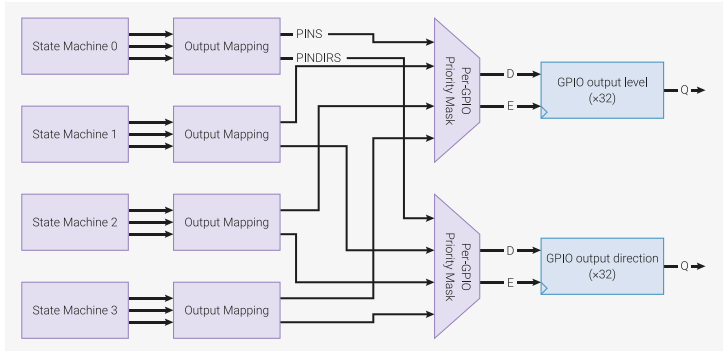 State Machine 0
Output Mapping
PINS
PINDIRS
Per-GPIO
Priority Mask
D
E
GPIO output level
(×32)
Q
State Machine 1
Output Mapping
State Machine 2
Output Mapping
Per-GPIO
Priority Mask
D
E
GPIO output direction
(×32)
Q
State Machine 3
Output Mapping